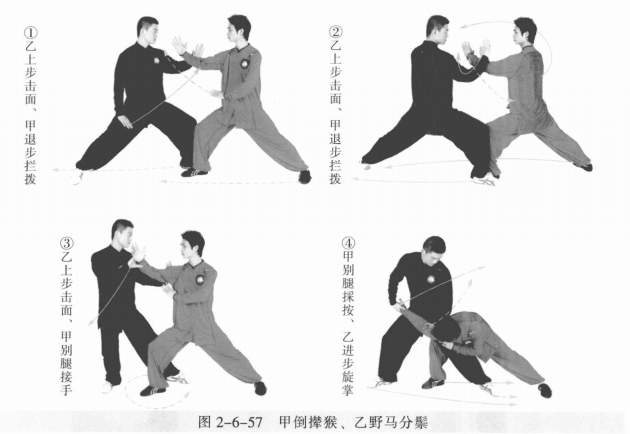 ①乙上步击面、甲退步拦拨
②乙上步击面、甲退步拦拨
③乙上步击面、甲别腿接手
④甲别腿採按、乙进步旋掌
图 2-6-57 甲倒撵猴、乙野马分鬃